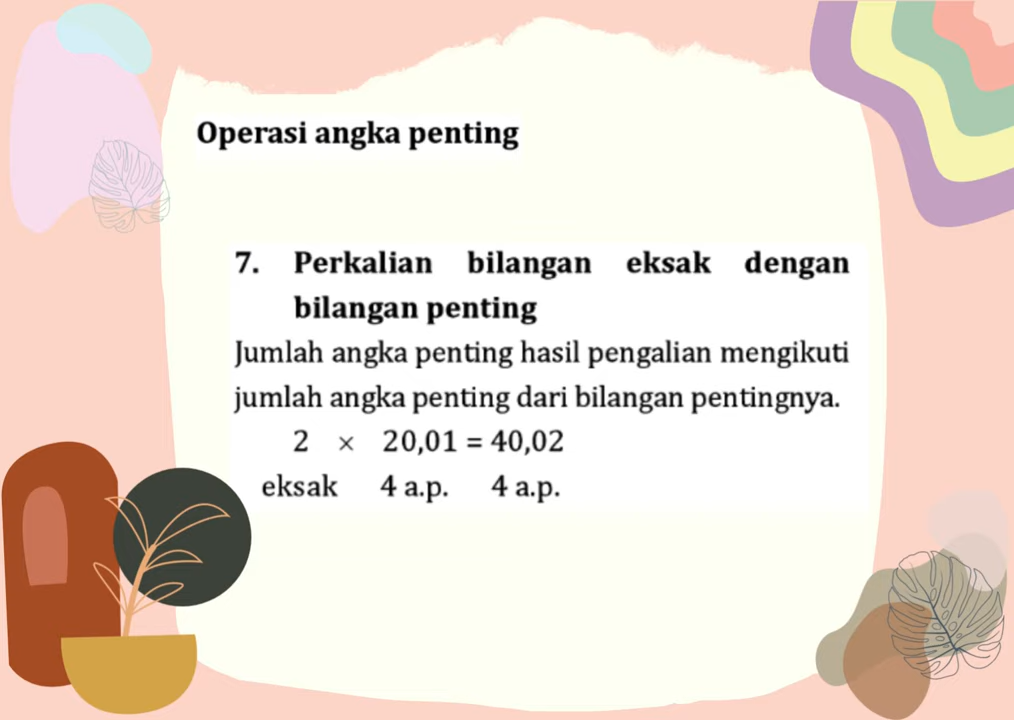 Operasi angka penting
7. Perkalian bilangan eksak dengan
bilangan penting
Jumlah angka penting hasil pengalian mengikuti
jumlah angka penting dari bilangan pentingnya.
2 × 20,01 = 40,02
eksak 4 a.p. 4 a.p.